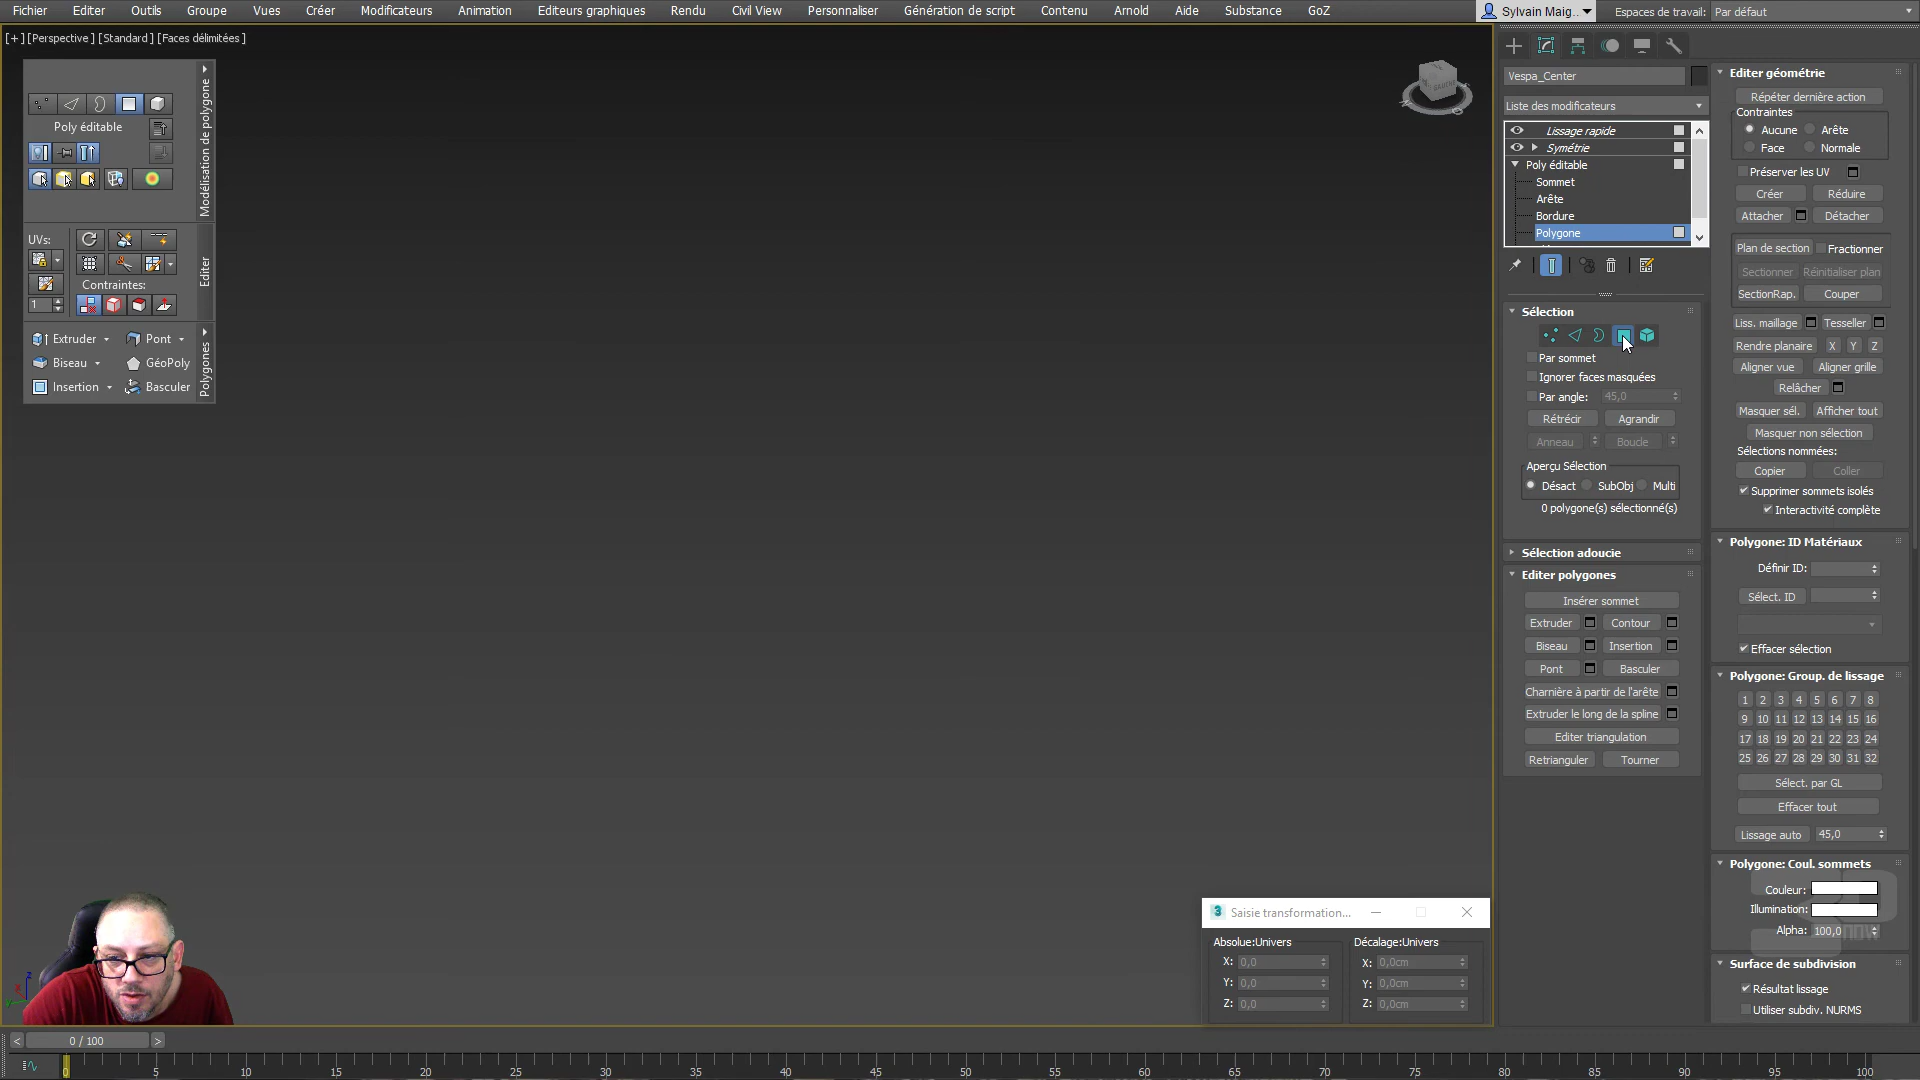 Fichier Editer Outils Groupe Vues Créer Modificateurs Animation Editeurs graphiques Rendu Civil View Personnaliser Génération de script Contenu Arnold Aide Substance GoZ Sylvain Maig.. Espaces de travail: Par défaut
[+] [Perspective ] [Standard ] [Faces délimitées ]
Modélisation de polygone
Poly éditable
UVs:
Contraintes:
1
Editer
Extruder Pont
Biseau GéoPoly
Insertion Basculer
Polygones
Vespa_Center
Liste des modificateurs
Lissage rapide
Symétrie
Poly éditable
Sommet
Arête
Bordure
Polygone
Sélection
Par sommet
Ignorer faces masquées
Par angle: 45,0
Rétrécir Agrandir
Anneau Boucle
Aperçu Sélection
Désact SubObj Multi
0 polygone(s) sélectionné(s)
Sélection adoucie
Editer polygones
Insérer sommet
Extruder Contour
Biseau Insertion
Pont Basculer
Charnière à partir de l'arête
Extruder le long de la spline
Editer triangulation
Retrianguler Tourner
Editer géométrie
Répéter dernière action
Contraintes
Aucune Arête
Face Normale
Préserver les UV
Créer Réduire
Attacher Détacher
Plan de section Fractionner
Sectionner Réinitialiser plan
SectionRap. Couper
Liss. maillage Tesseller
Rendre planaire X Y Z
Aligner vue Aligner grille
Relâcher
Masquer sél. Afficher tout
Masquer non sélection
Sélections nommées:
Copier Coller
Supprimer sommets isolés
Interactivité complète
Polygone: ID Matériaux
Définir ID:
Sélect. ID
Effacer sélection
Polygone: Group. de lissage
1 2 3 4 5 6 7 8
9 10 11 12 13 14 15 16
17 18 19 20 21 22 23 24
25 26 27 28 29 30 31 32
Sélect. par GL
Effacer tout
Lissage auto 45,0
Polygone: Coul. sommets
Couleur:
Illumination:
Alpha: 100,0
Surface de subdivision
Résultat lissage
Utiliser subdiv. NURMS
3 Saisie transformation...
Absolue:Univers Décalage:Univers
X: 0,0 X: 0,0cm
Y: 0,0 Y: 0,0cm
Z: 0,0 Z: 0,0cm
< 0 / 100 >
0 5 10 15 20 25 30 35 40 45 50 55 60 65 70 75 80 85 90 95 100